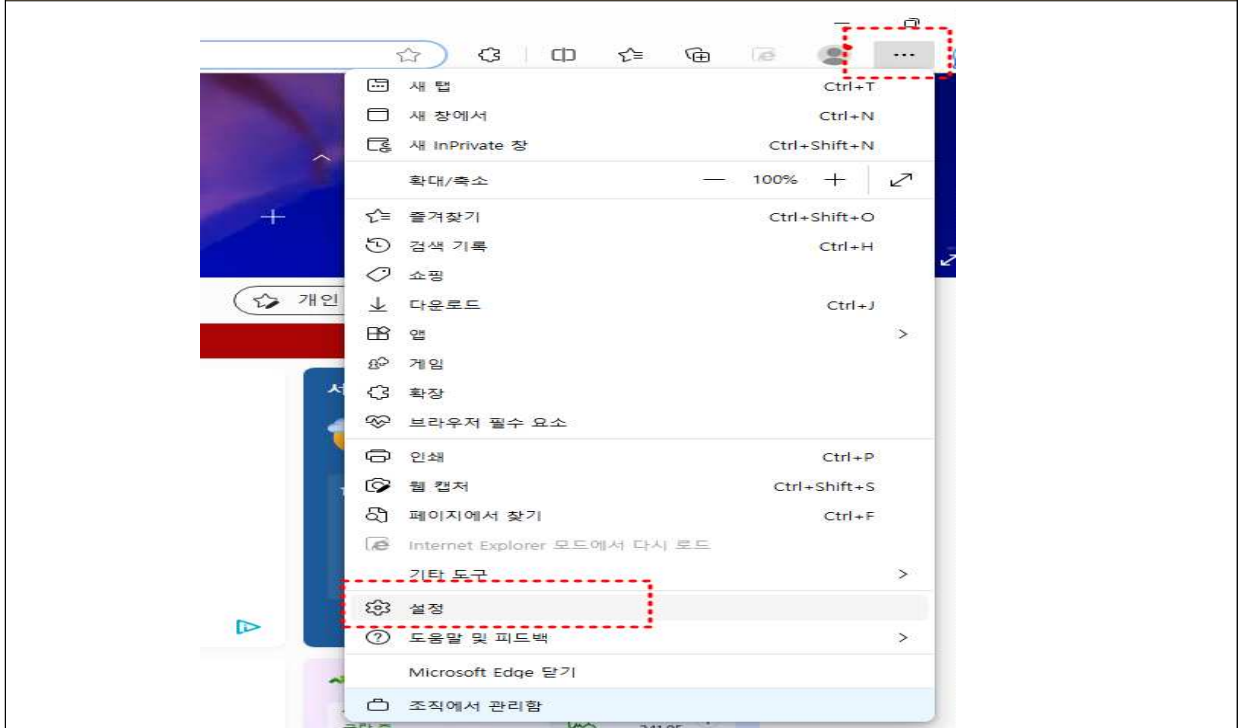 새 탭 Ctrl+T
새 창에서 Ctrl+N
새 InPrivate 창 Ctrl+Shift+N
확대/축소 — 100% +
즐겨찾기 Ctrl+Shift+O
검색 기록 Ctrl+H
쇼핑
개인
다운로드 Ctrl+J
앱
게임
서
확장
브라우저 필수 요소
인쇄 Ctrl+P
웹 캡처 Ctrl+Shift+S
페이지에서 찾기 Ctrl+F
Internet Explorer 모드에서 다시 로드
기타 도구
설정
도움말 및 피드백
Microsoft Edge 닫기
조직에서 관리함